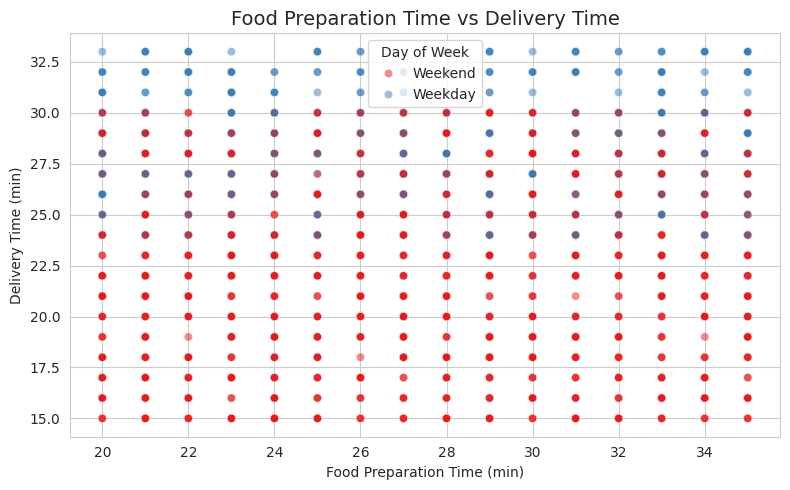 Food Preparation Time vs Delivery Time
Day of Week
Weekend
Weekday
32.5
30.0
27.5
25.0
22.5
20.0
17.5
15.0
Delivery Time (min)
20 22 24 26 28 30 32 34
Food Preparation Time (min)